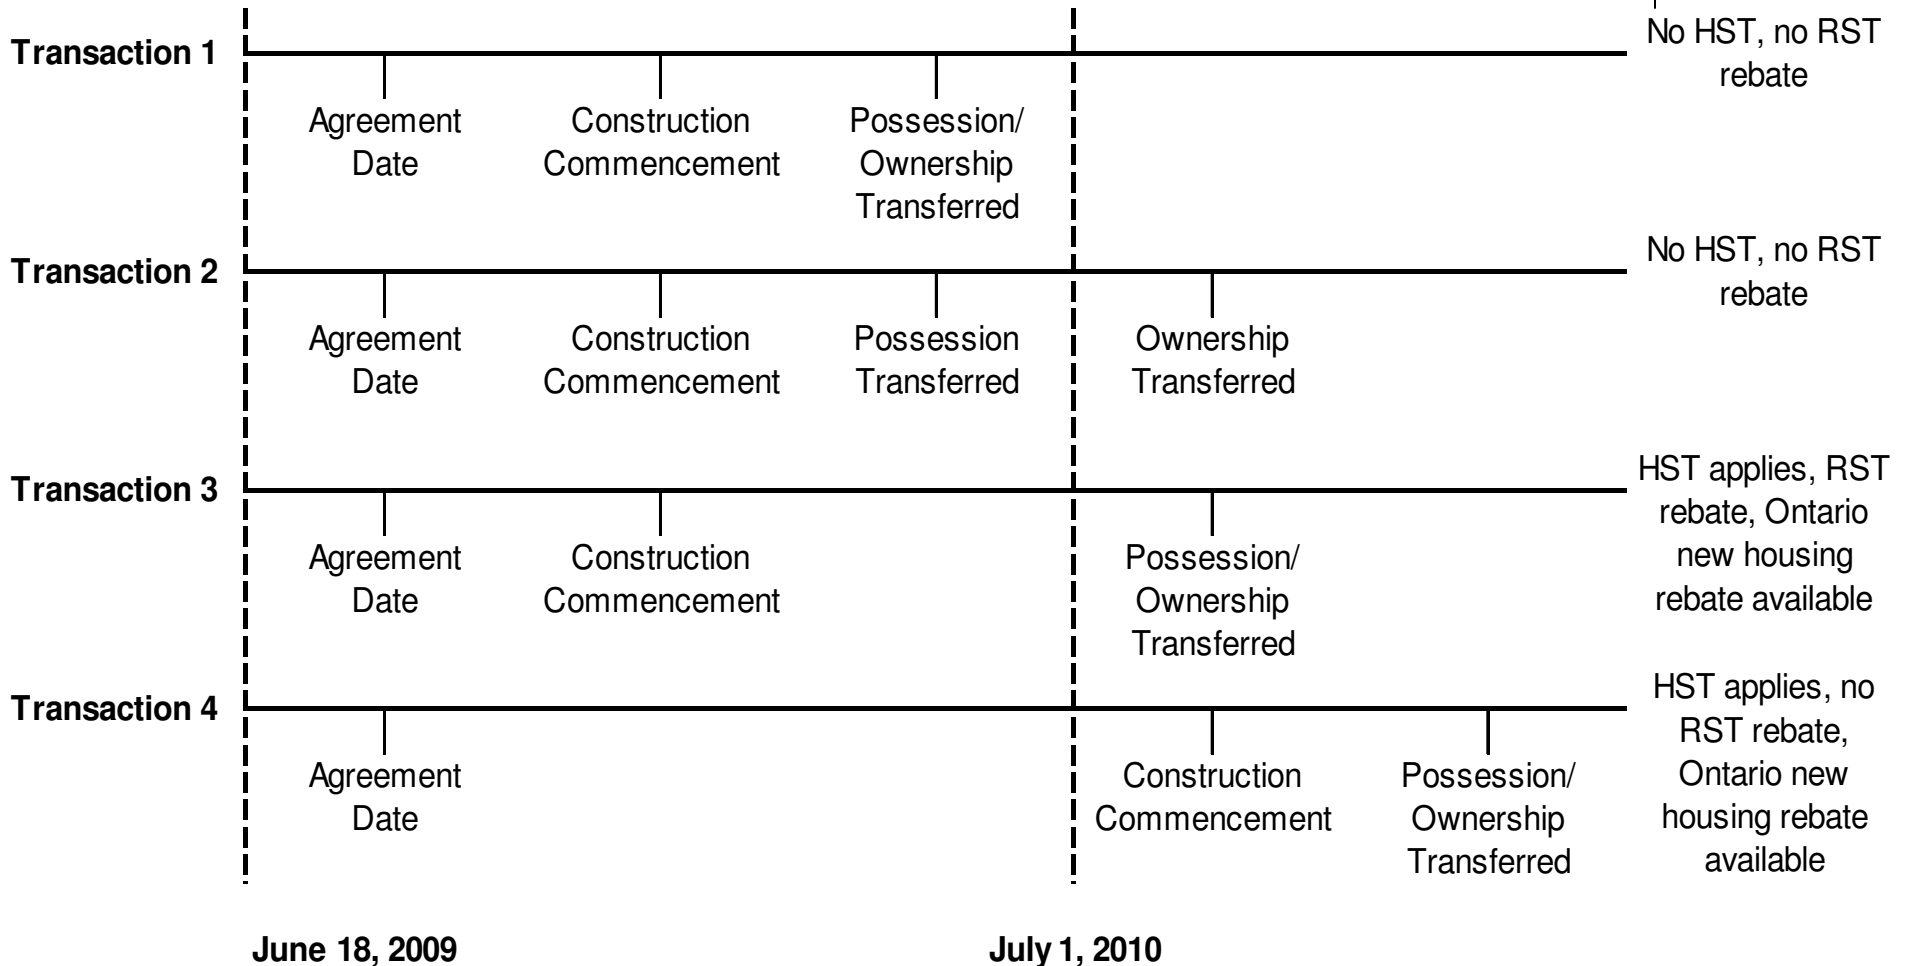 Transaction 1
No HST, no RST
rebate
Agreement
Date
Construction
Commencement
Possession/
Ownership
Transferred
Transaction 2
No HST, no RST
rebate
Agreement
Date
Construction
Commencement
Possession
Transferred
Ownership
Transferred
Transaction 3
HST applies, RST
rebate, Ontario
new housing
rebate available
Agreement
Date
Construction
Commencement
Possession/
Ownership
Transferred
Transaction 4
HST applies, no
RST rebate,
Ontario new
housing rebate
available
Agreement
Date
Construction
Commencement
Possession/
Ownership
Transferred
June 18, 2009
July 1, 2010